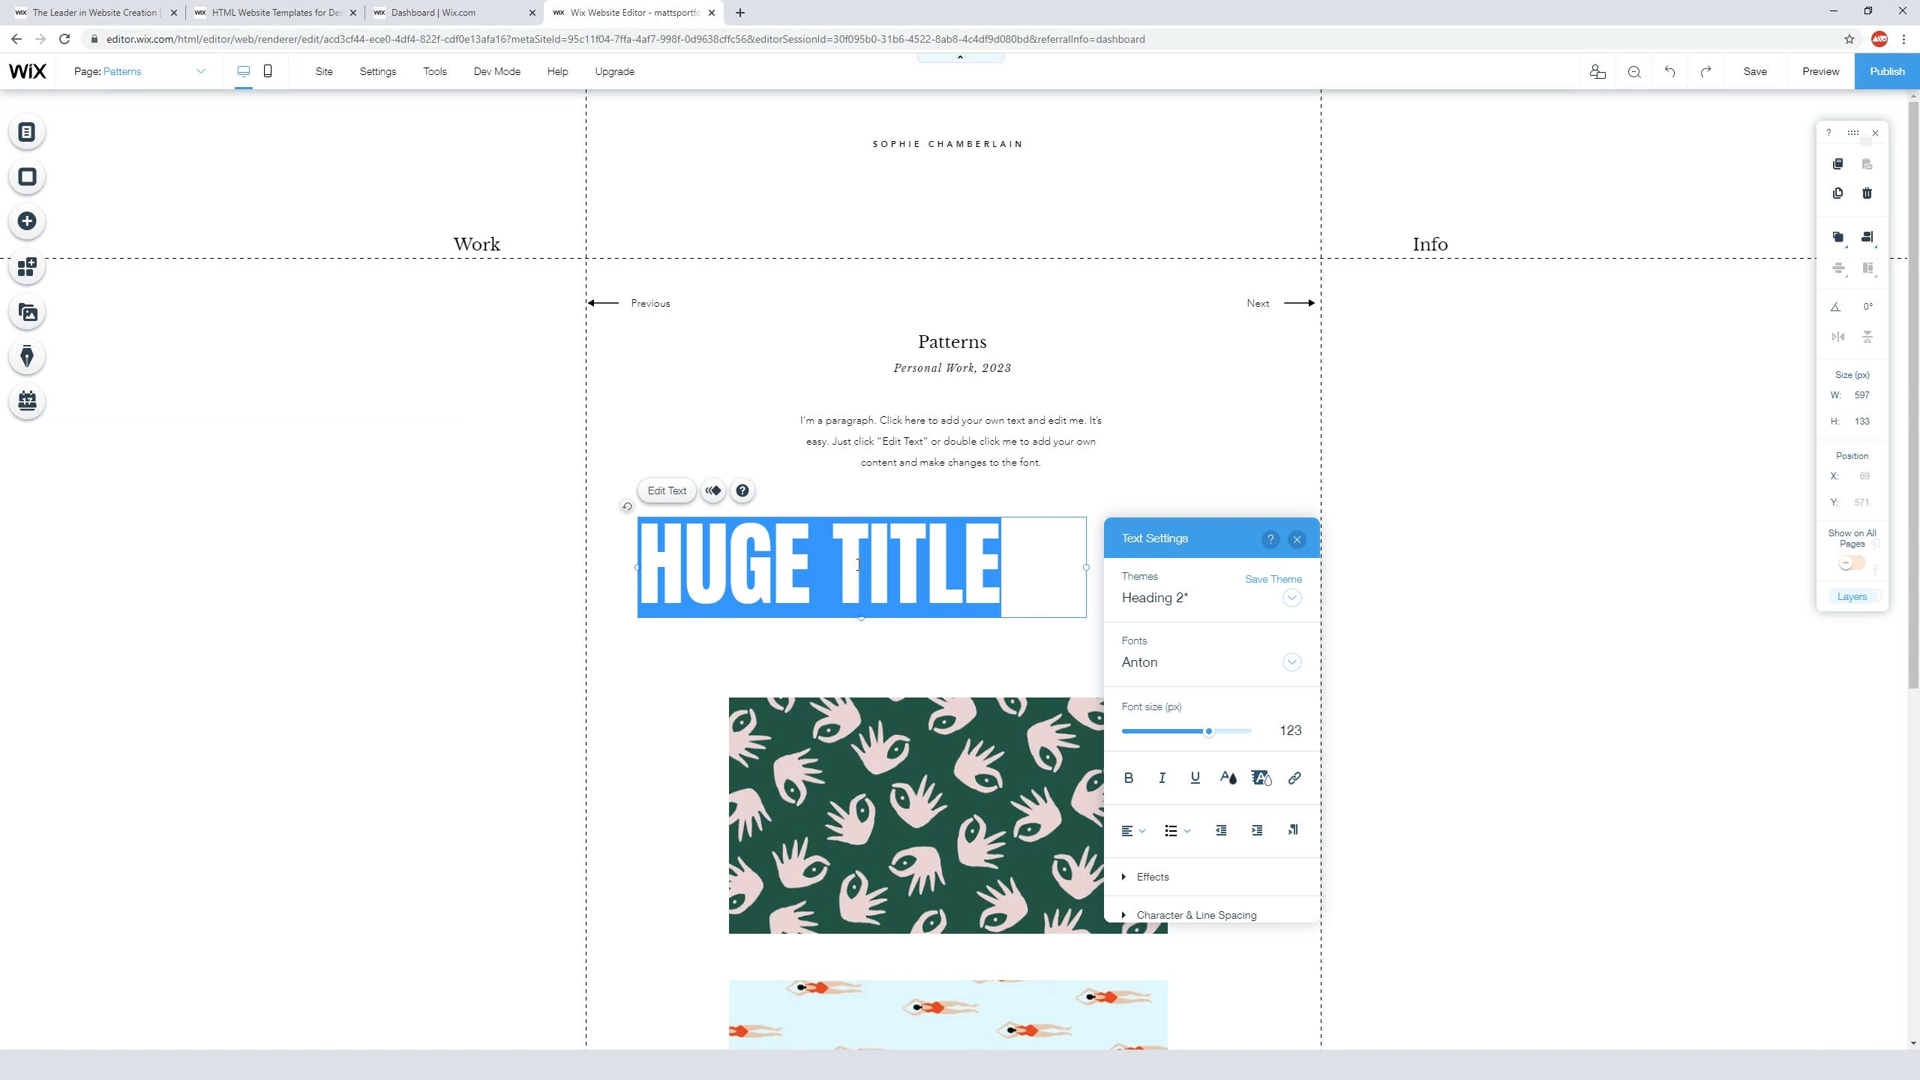 WIX The Leader in Website Creation |
WIX HTML Website Templates for De
WIX Dashboard | Wix.com
WIX Wix Website Editor - mattsportfo
editor.wix.com/html/editor/web/renderer/edit/acd3cf44-ece0-4df4-822f-cdf0e13afa16?metaSiteId=95c11f04-7ffa-4af7-998f-0d9638cffc56&editorSessionId=30f095b0-31b6-4522-8ab8-4c4df9d080bd&referralInfo=dashboard
WIX Page: Patterns Site Settings Tools Dev Mode Help Upgrade Save Preview Publish
SOPHIE CHAMBERLAIN
Work Info
Previous Next
Patterns
Personal Work, 2023
I'm a paragraph. Click here to add your own text and edit me. It's
easy. Just click "Edit Text" or double click me to add your own
content and make changes to the font.
Edit Text
HUGE TITLE
Text Settings ?
Themes Save Theme
Heading 2*
Fonts
Anton
Font size (px)
123
B I U A A
Effects
Character & Line Spacing
?
0°
Size (px)
W: 597
H: 133
Position
X: 69
Y: 571
Show on All
Pages
Layers